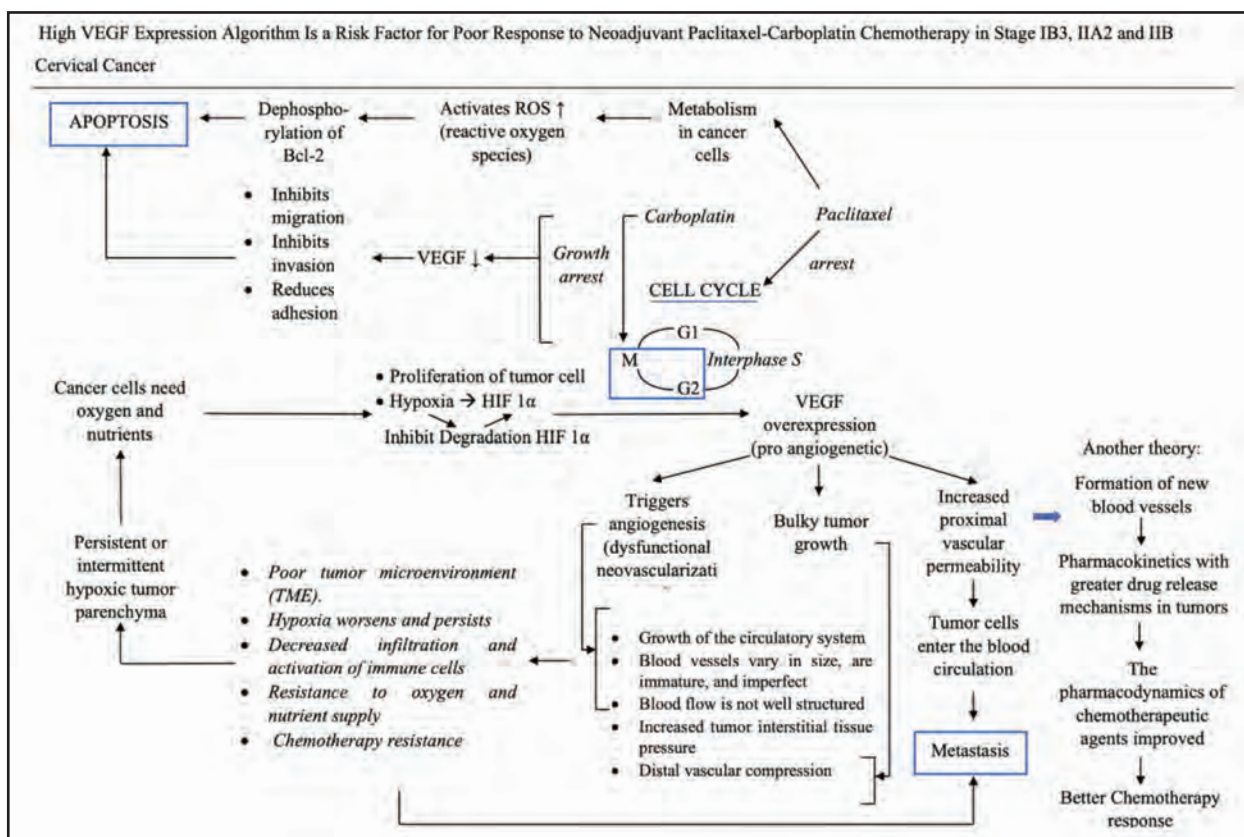 High VEGF Expression Algorithm Is a Risk Factor for Poor Response to Neoadjuvant Paclitaxel-Carboplatin Chemotherapy in Stage IB3, IIA2 and IIB
Cervical Cancer
APOPTOSIS
Dephospho-
rylation of
Bcl-2
Activates ROS ↑
(reactive oxygen
species)
Metabolism
in cancer
cells
• Inhibits
migration
• Inhibits
invasion
• Reduces
adhesion
VEGF ↓
Growth
arrest
Carboplatin
Paclitaxel
arrest
CELL CYCLE
G1
M
Interphase S
G2
Cancer cells need
oxygen and
nutrients
• Proliferation of tumor cell
• Hypoxia → HIF 1α
Inhibit Degradation HIF 1α
VEGF
overexpression
(pro angiogenetic)
Triggers
angiogenesis
(dysfunctional
neovascularizati
Bulky tumor
growth
Increased
proximal
vascular
permeability
Another theory:
Formation of new
blood vessels
Persistent or
intermittent
hypoxic tumor
parenchyma
• Poor tumor microenvironment
(TME).
• Hypoxia worsens and persists
• Decreased infiltration and
activation of immune cells
• Resistance to oxygen and
nutrient supply
• Chemotherapy resistance
• Growth of the circulatory system
• Blood vessels vary in size, are
immature, and imperfect
• Blood flow is not well structured
• Increased tumor interstitial tissue
pressure
• Distal vascular compression
Tumor cells
enter the blood
circulation
Metastasis
Pharmacokinetics with
greater drug release
mechanisms in tumors
The
pharmacodynamics of
chemotherapeutic
agents improved
Better Chemotherapy
response